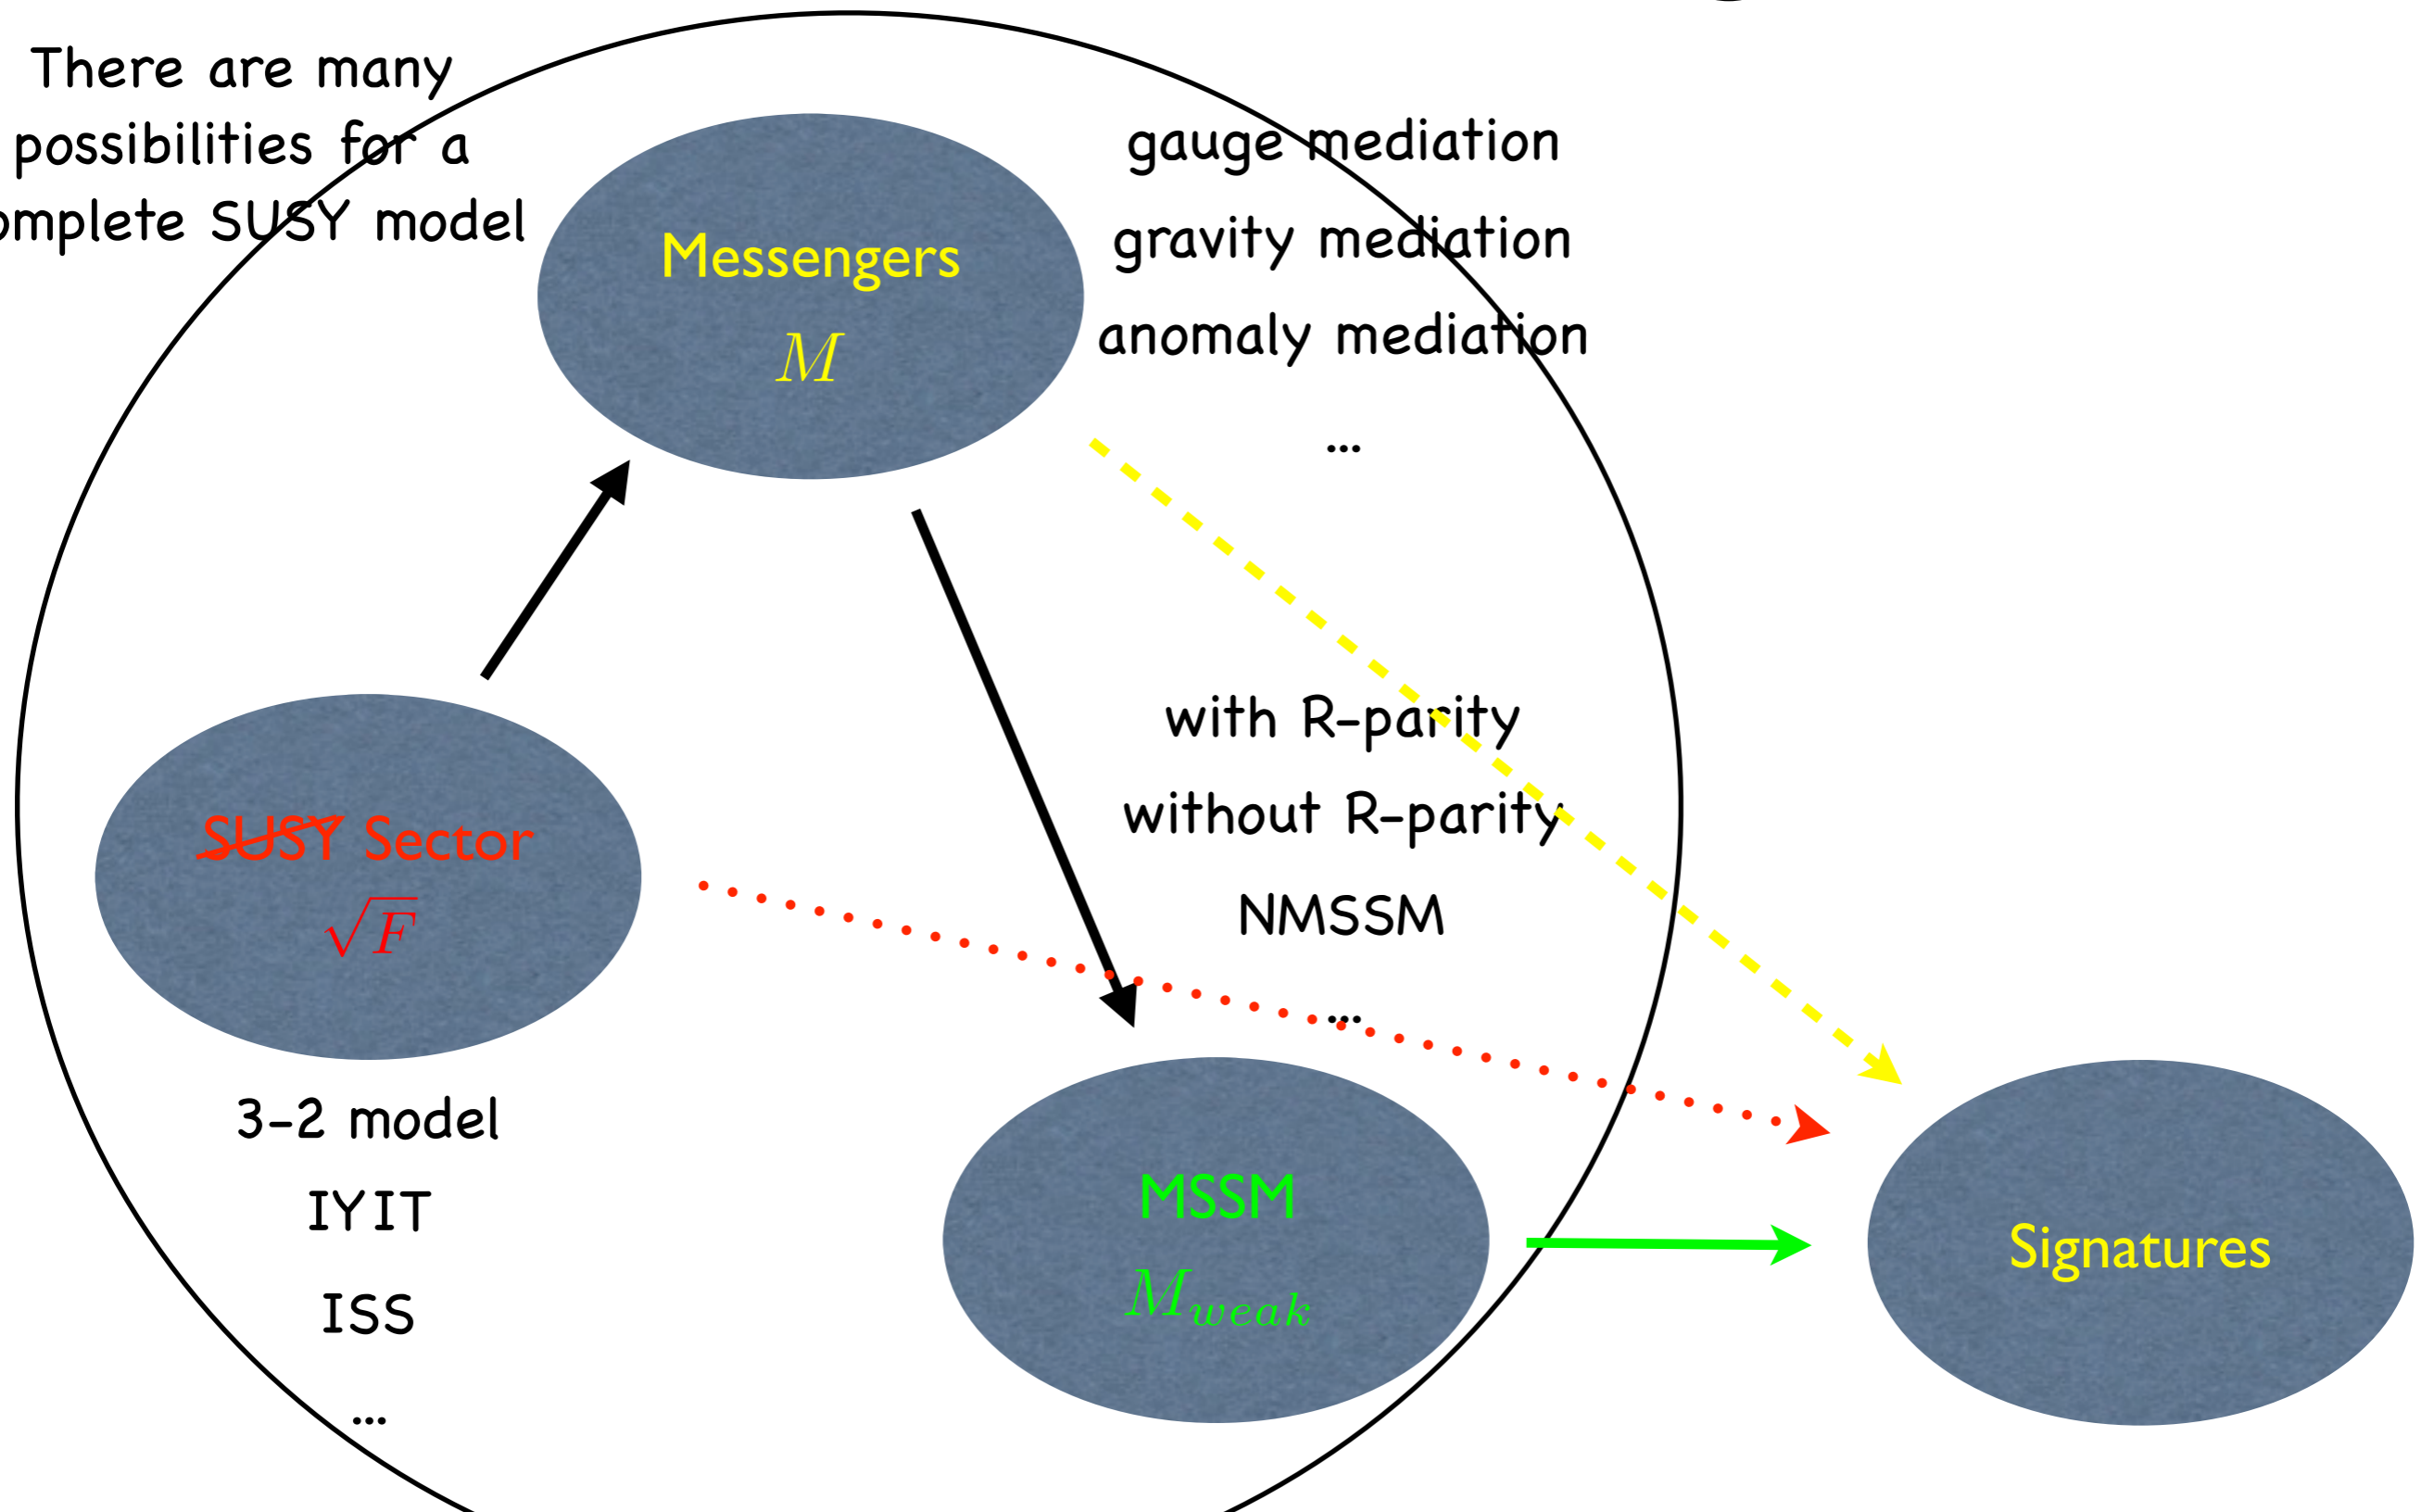 There are many
possibilities for a
omplete SUSY model
Messengers
M
gauge mediation
gravity mediation
anomaly mediation
...
SUSY Sector
√F
3-2 model
IYIT
ISS
...
with R-parity
without R-parity
NMSSM
...
MSSM
M_weak
Signatures